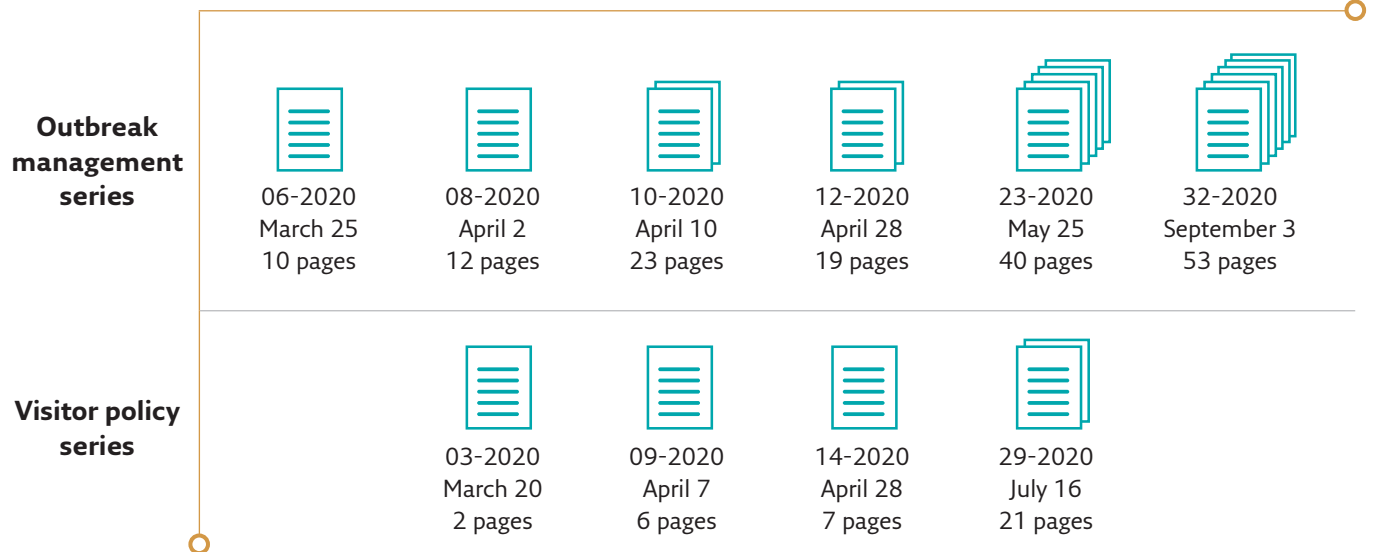 Outbreak
management
series
06-2020
March 25
10 pages
08-2020
April 2
12 pages
10-2020
April 10
23 pages
12-2020
April 28
19 pages
23-2020
May 25
40 pages
32-2020
September 3
53 pages
Visitor policy
series
03-2020
March 20
2 pages
09-2020
April 7
6 pages
14-2020
April 28
7 pages
29-2020
July 16
21 pages